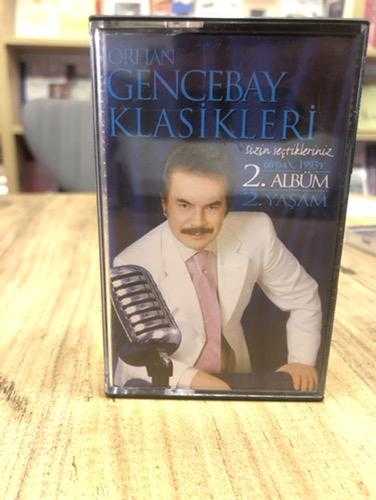 ORHAN
GENCEBAY
KLASİKLERİ
sizin seçtikleriniz
2. ALBÜM
2. YAŞAM